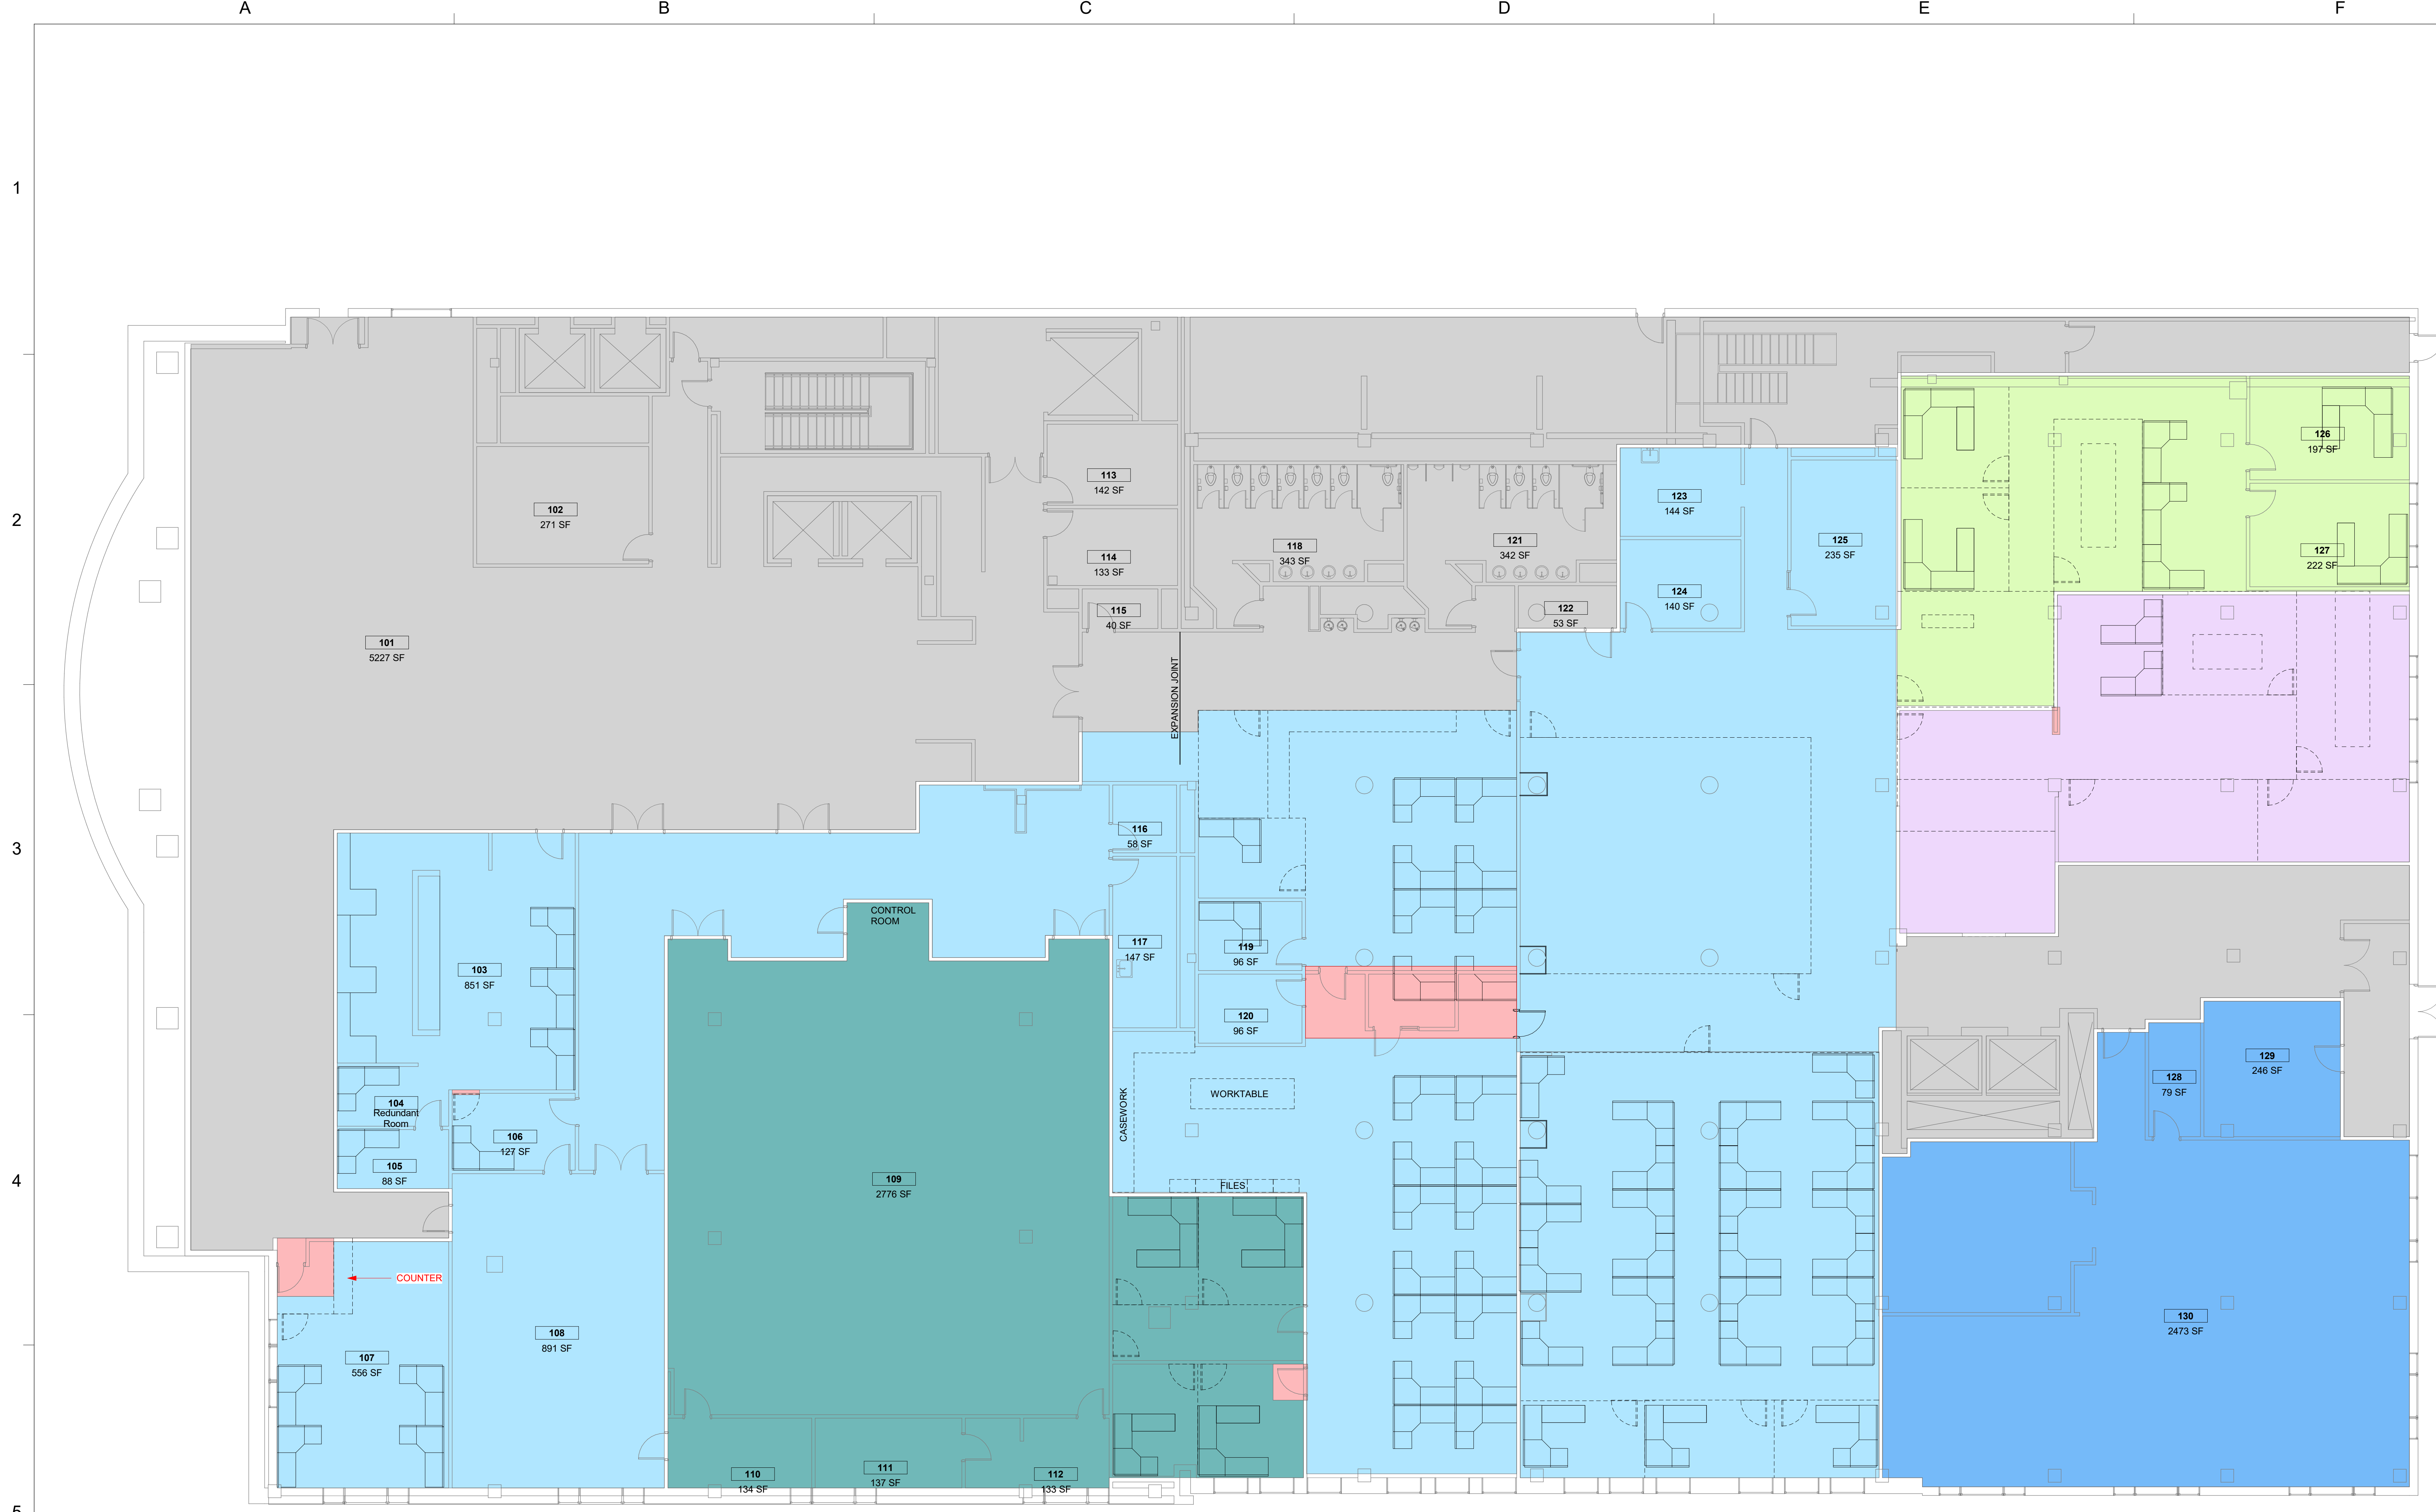 A B C D E F
1
2
3
4
5
101
5227 SF
102
271 SF
113
142 SF
114
133 SF
115
40 SF
118
343 SF
121
342 SF
122
53 SF
123
144 SF
124
140 SF
125
235 SF
126
197 SF
127
222 SF
EXPANSION JOINT
116
58 SF
117
147 SF
CONTROL
ROOM
119
96 SF
120
96 SF
103
851 SF
104
Redundant
Room
105
88 SF
106
127 SF
CASEWORK
WORKTABLE
FILES
109
2776 SF
128
79 SF
129
246 SF
COUNTER
107
556 SF
108
891 SF
130
2473 SF
110
134 SF
111
137 SF
112
133 SF